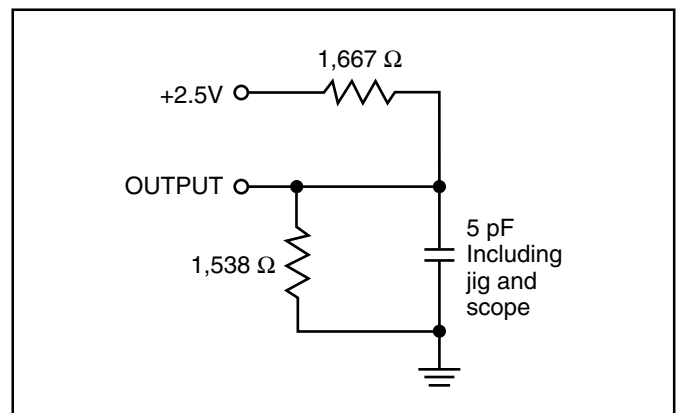 1,667 Ω
+2.5V
OUTPUT
1,538 Ω
5 pF
Including
jig and
scope